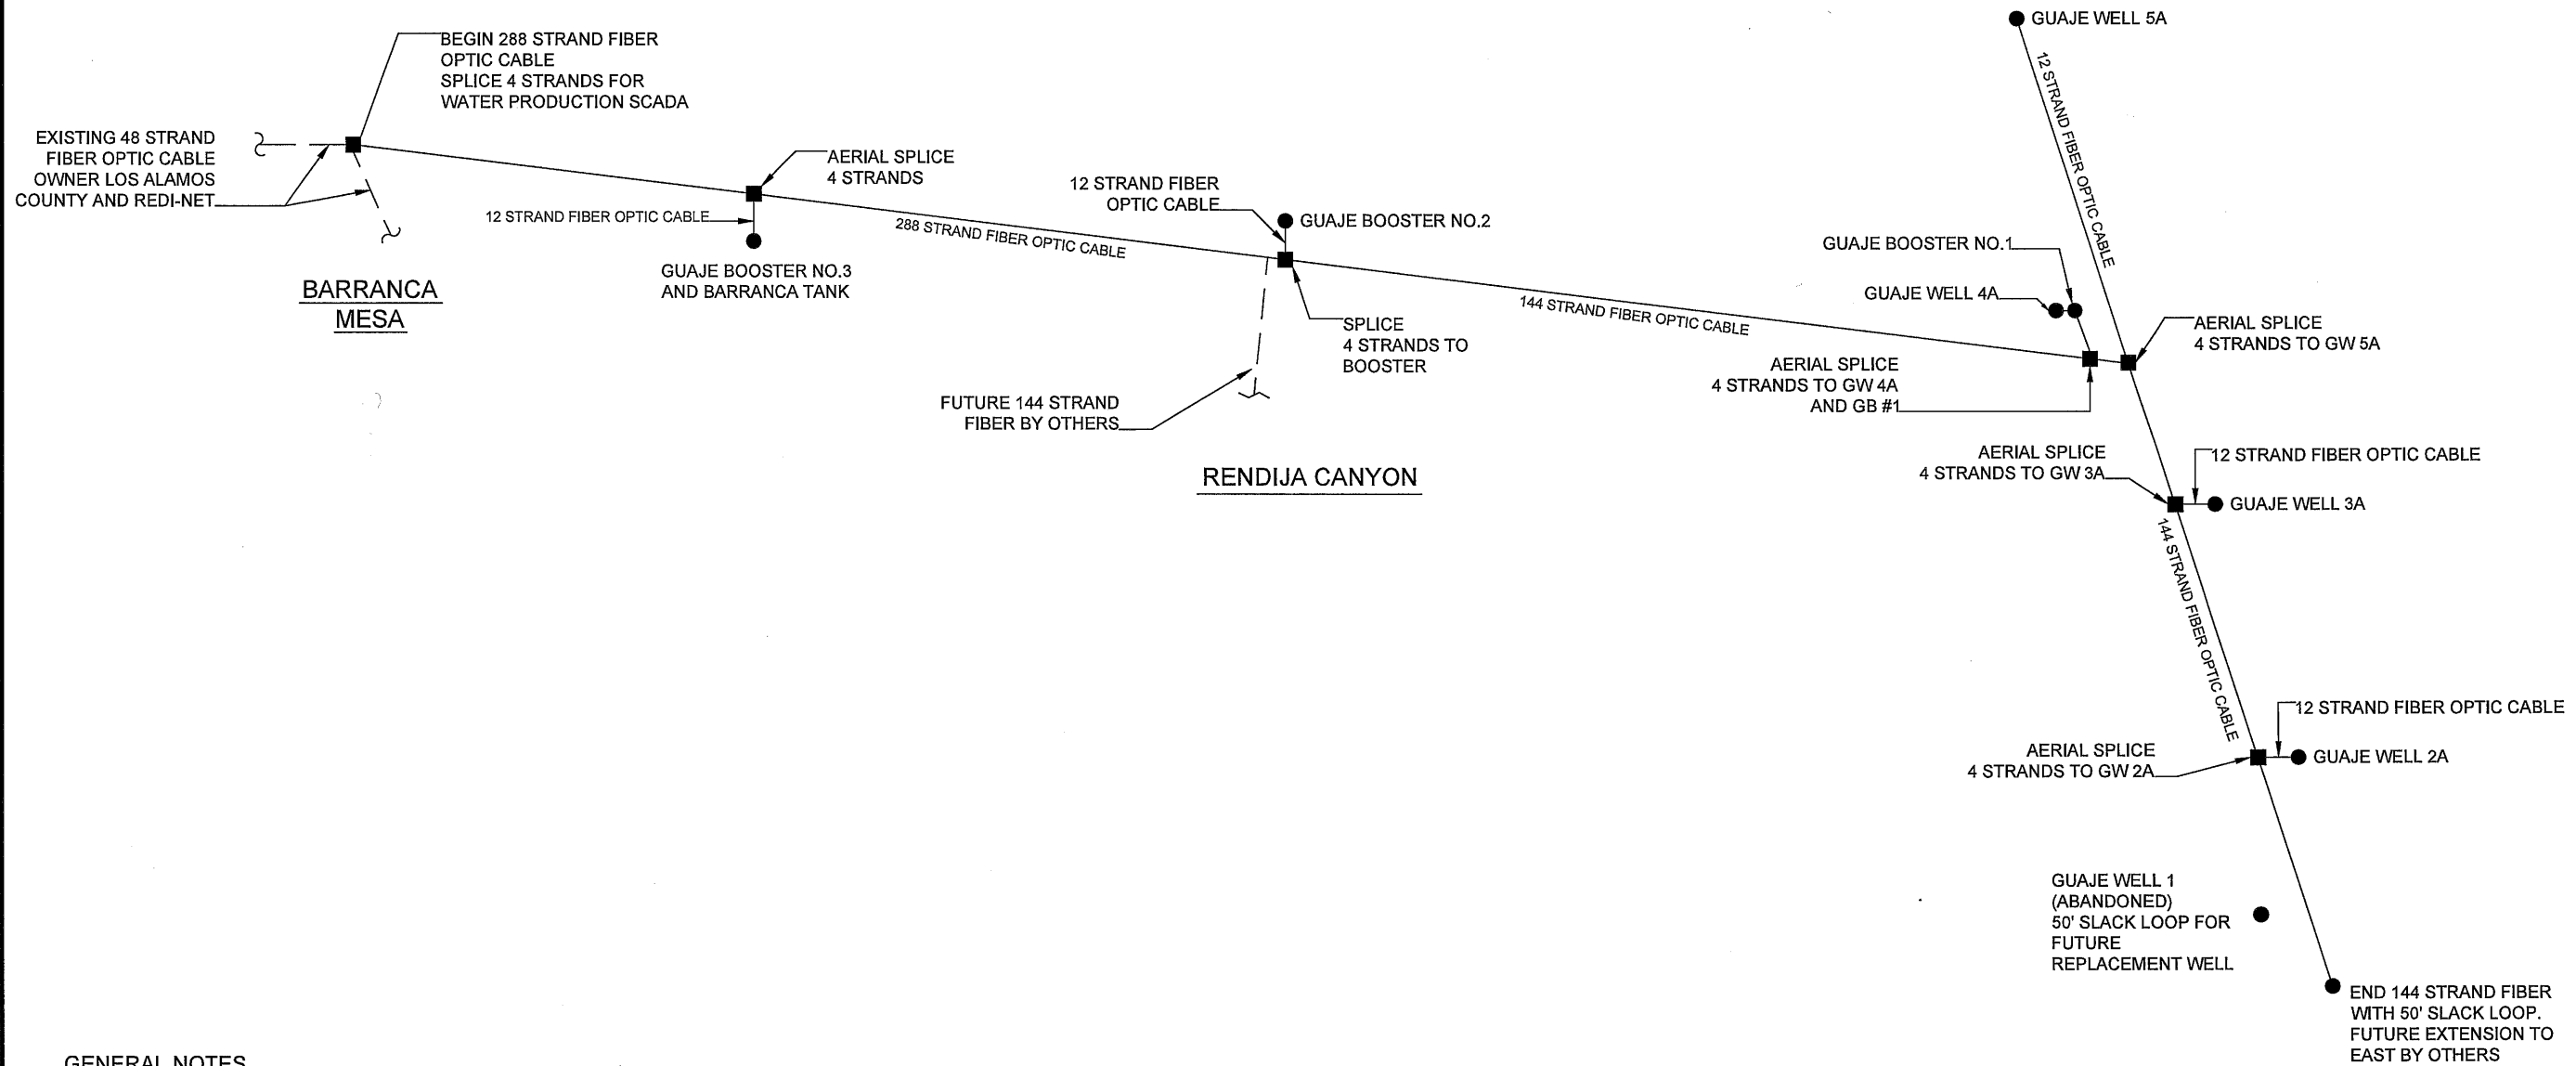 BEGIN 288 STRAND FIBER
OPTIC CABLE
SPLICE 4 STRANDS FOR
WATER PRODUCTION SCADA
EXISTING 48 STRAND
FIBER OPTIC CABLE
OWNER LOS ALAMOS
COUNTY AND REDI-NET
BARRANCA
MESA
AERIAL SPLICE
4 STRANDS
12 STRAND FIBER OPTIC CABLE
GUAJE BOOSTER NO.3
AND BARRANCA TANK
288 STRAND FIBER OPTIC CABLE
12 STRAND FIBER
OPTIC CABLE
GUAJE BOOSTER NO.2
SPLICE
4 STRANDS TO
BOOSTER
FUTURE 144 STRAND
FIBER BY OTHERS
RENDIJA CANYON
144 STRAND FIBER OPTIC CABLE
GUAJE WELL 5A
12 STRAND FIBER OPTIC CABLE
GUAJE BOOSTER NO.1
GUAJE WELL 4A
AERIAL SPLICE
4 STRANDS TO GW 5A
AERIAL SPLICE
4 STRANDS TO GW 4A
AND GB #1
AERIAL SPLICE
4 STRANDS TO GW 3A
12 STRAND FIBER OPTIC CABLE
GUAJE WELL 3A
144 STRAND FIBER OPTIC CABLE
12 STRAND FIBER OPTIC CABLE
AERIAL SPLICE
4 STRANDS TO GW 2A
GUAJE WELL 2A
GUAJE WELL 1
(ABANDONED)
50' SLACK LOOP FOR
FUTURE
REPLACEMENT WELL
END 144 STRAND FIBER
WITH 50' SLACK LOOP.
FUTURE EXTENSION TO
EAST BY OTHERS
GENERAL NOTES